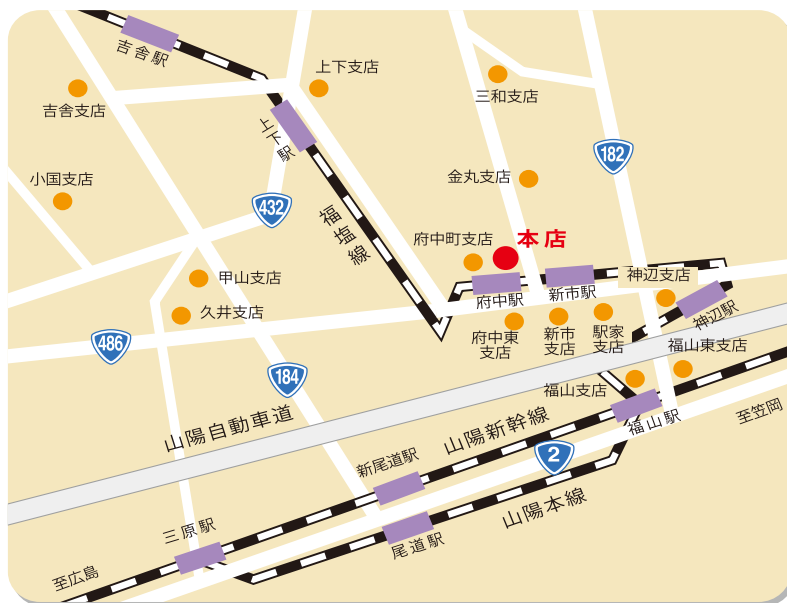 吉舎駅
吉舎支店
上下支店
上下駅
三和支店
182
小国支店
金丸支店
432
福塩線
府中町支店
本店
甲山支店
久井支店
府中駅
新市駅
神辺支店
神辺駅
府中東
支店
新市
支店
駅家
支店
福山東支店
486
184
福山支店
福山駅
至笠岡
山陽自動車道
山陽新幹線
新尾道駅
2
山陽本線
三原駅
尾道駅
至広島